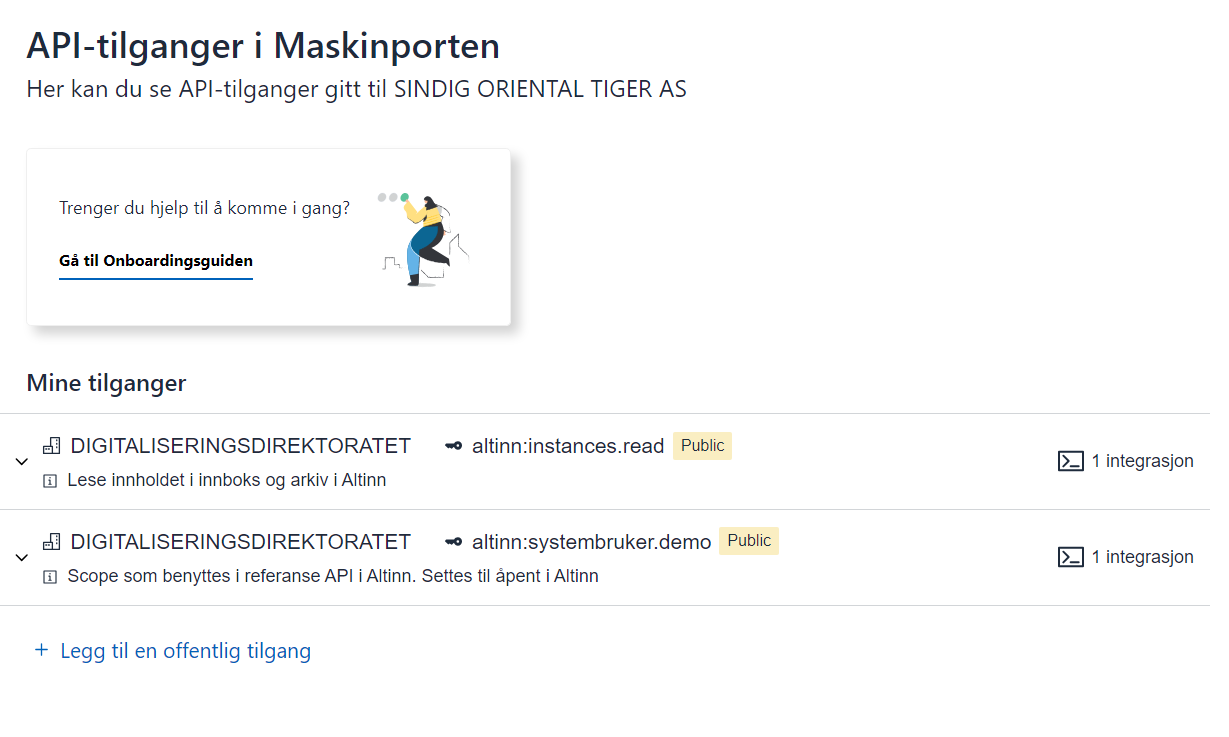 API-tilganger i Maskinporten
Her kan du se API-tilganger gitt til SINDIG ORIENTAL TIGER AS
Trenger du hjelp til å komme i gang?
Gå til Onboardingsguiden
Mine tilganger
DIGITALISERINGSDIREKTORATET altinn:instances.read Public
1 integrasjon
Lese innholdet i innboks og arkiv i Altinn
DIGITALISERINGSDIREKTORATET altinn:systembruker.demo Public
1 integrasjon
Scope som benyttes i referanse API i Altinn. Settes til åpent i Altinn
+ Legg til en offentlig tilgang